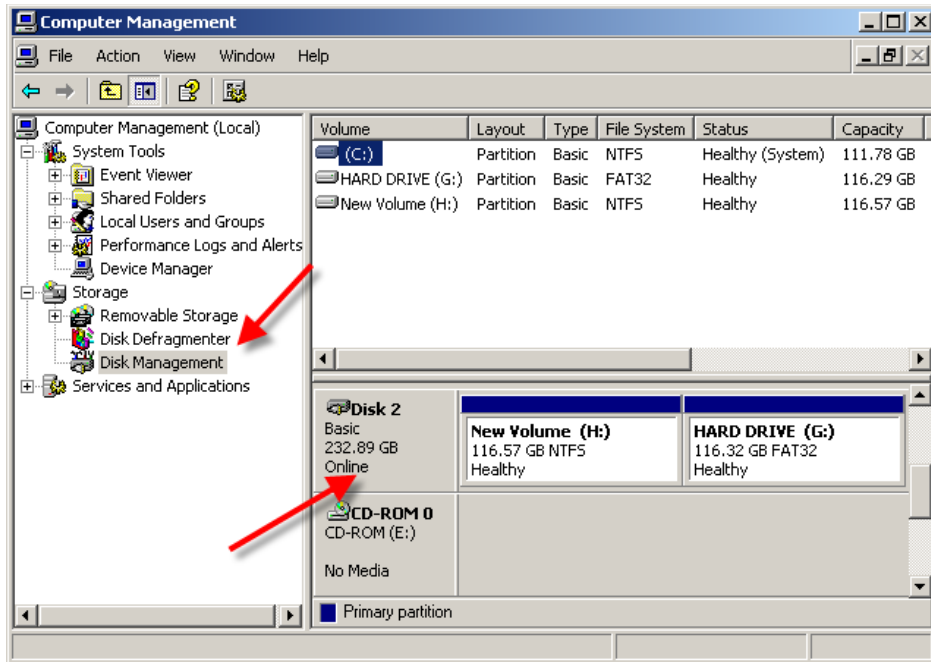 Computer Management
File Action View Window Help
Computer Management (Local)
System Tools
Event Viewer
Shared Folders
Local Users and Groups
Performance Logs and Alerts
Device Manager
Storage
Removable Storage
Disk Defragmenter
Disk Management
Services and Applications
Volume Layout Type File System Status Capacity
(C:) Partition Basic NTFS Healthy (System) 111.78 GB
HARD DRIVE (G:) Partition Basic FAT32 Healthy 116.29 GB
New Volume (H:) Partition Basic NTFS Healthy 116.57 GB
Disk 2
Basic
232.89 GB
Online
New Volume (H:)
116.57 GB NTFS
Healthy
HARD DRIVE (G:)
116.32 GB FAT32
Healthy
CD-ROM 0
CD-ROM (E:)
No Media
Primary partition